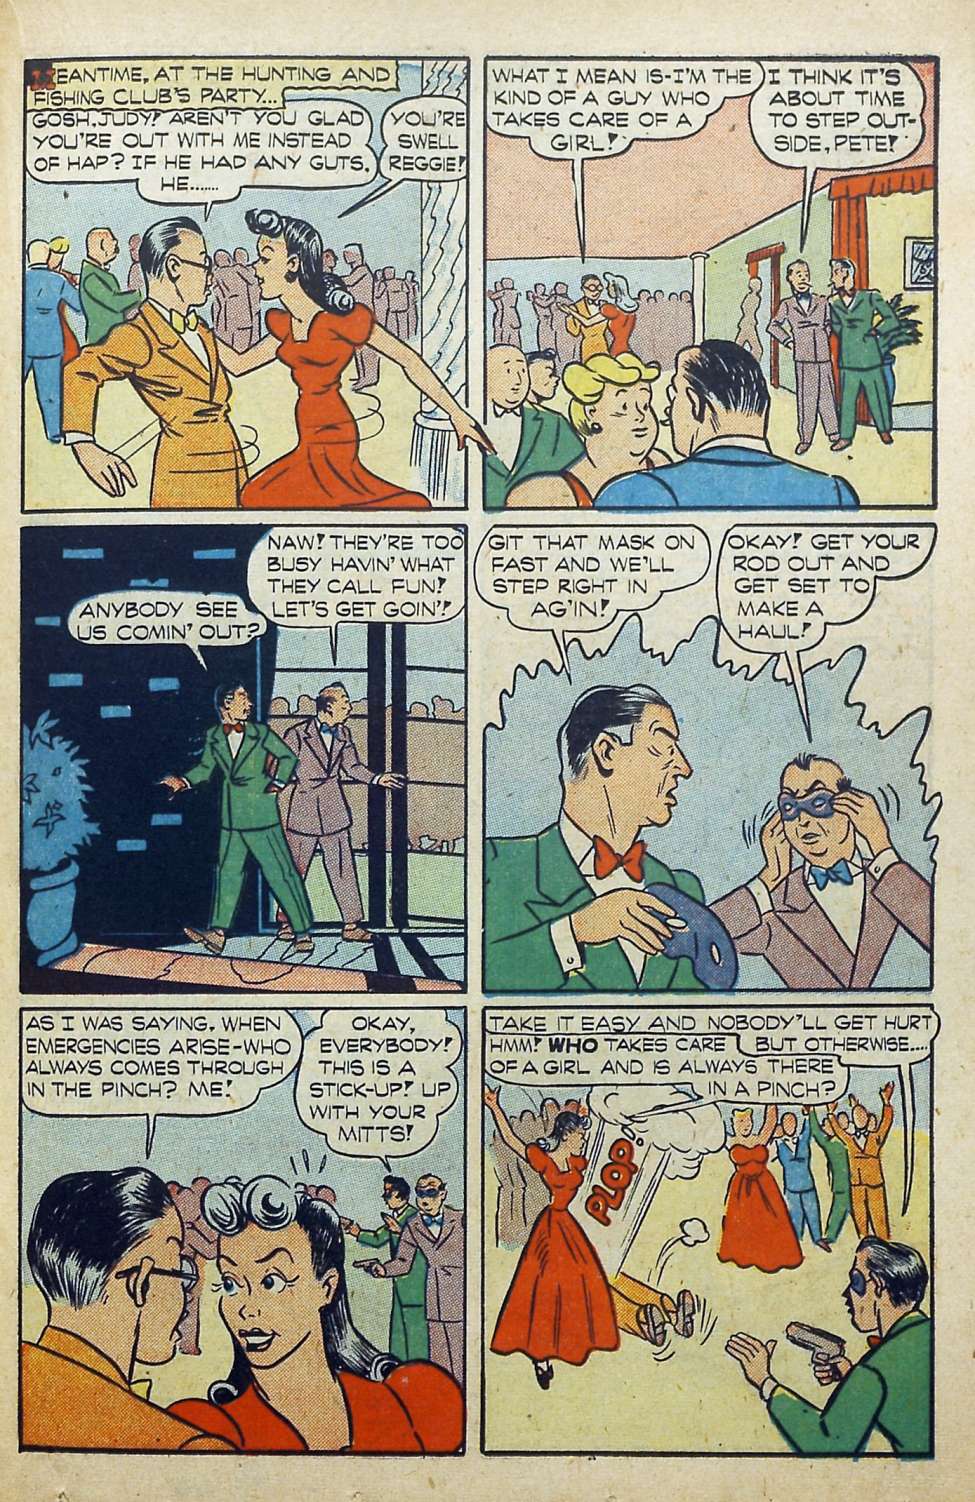 MEANTIME, AT THE HUNTING AND
FISHING CLUB'S PARTY...
GOSH, JUDY! AREN'T YOU GLAD
YOU'RE OUT WITH ME INSTEAD
OF HAP? IF HE HAD ANY GUTS,
HE.......
YOU'RE
SWELL
REGGIE!
WHAT I MEAN IS-I'M THE
KIND OF A GUY WHO
TAKES CARE OF A
GIRL!
I THINK IT'S
ABOUT TIME
TO STEP OUT-
SIDE, PETE!
ANYBODY SEE
US COMIN' OUT?
NAW! THEY'RE TOO
BUSY HAVIN' WHAT
THEY CALL FUN!
LET'S GET GOIN'!
GIT THAT MASK ON
FAST AND WE'LL
STEP RIGHT IN
AG'IN!
OKAY! GET YOUR
ROD OUT AND
GET SET TO
MAKE A
HAUL!
AS I WAS SAYING, WHEN
EMERGENCIES ARISE-WHO
ALWAYS COMES THROUGH
IN THE PINCH? ME!
OKAY,
EVERYBODY!
THIS IS A
STICK-UP! UP
WITH YOUR
MITTS!
TAKE IT EASY AND NOBODY'LL GET HURT
BUT OTHERWISE....
HMM! WHO TAKES CARE
OF A GIRL AND IS ALWAYS THERE
IN A PINCH?
PLOP!